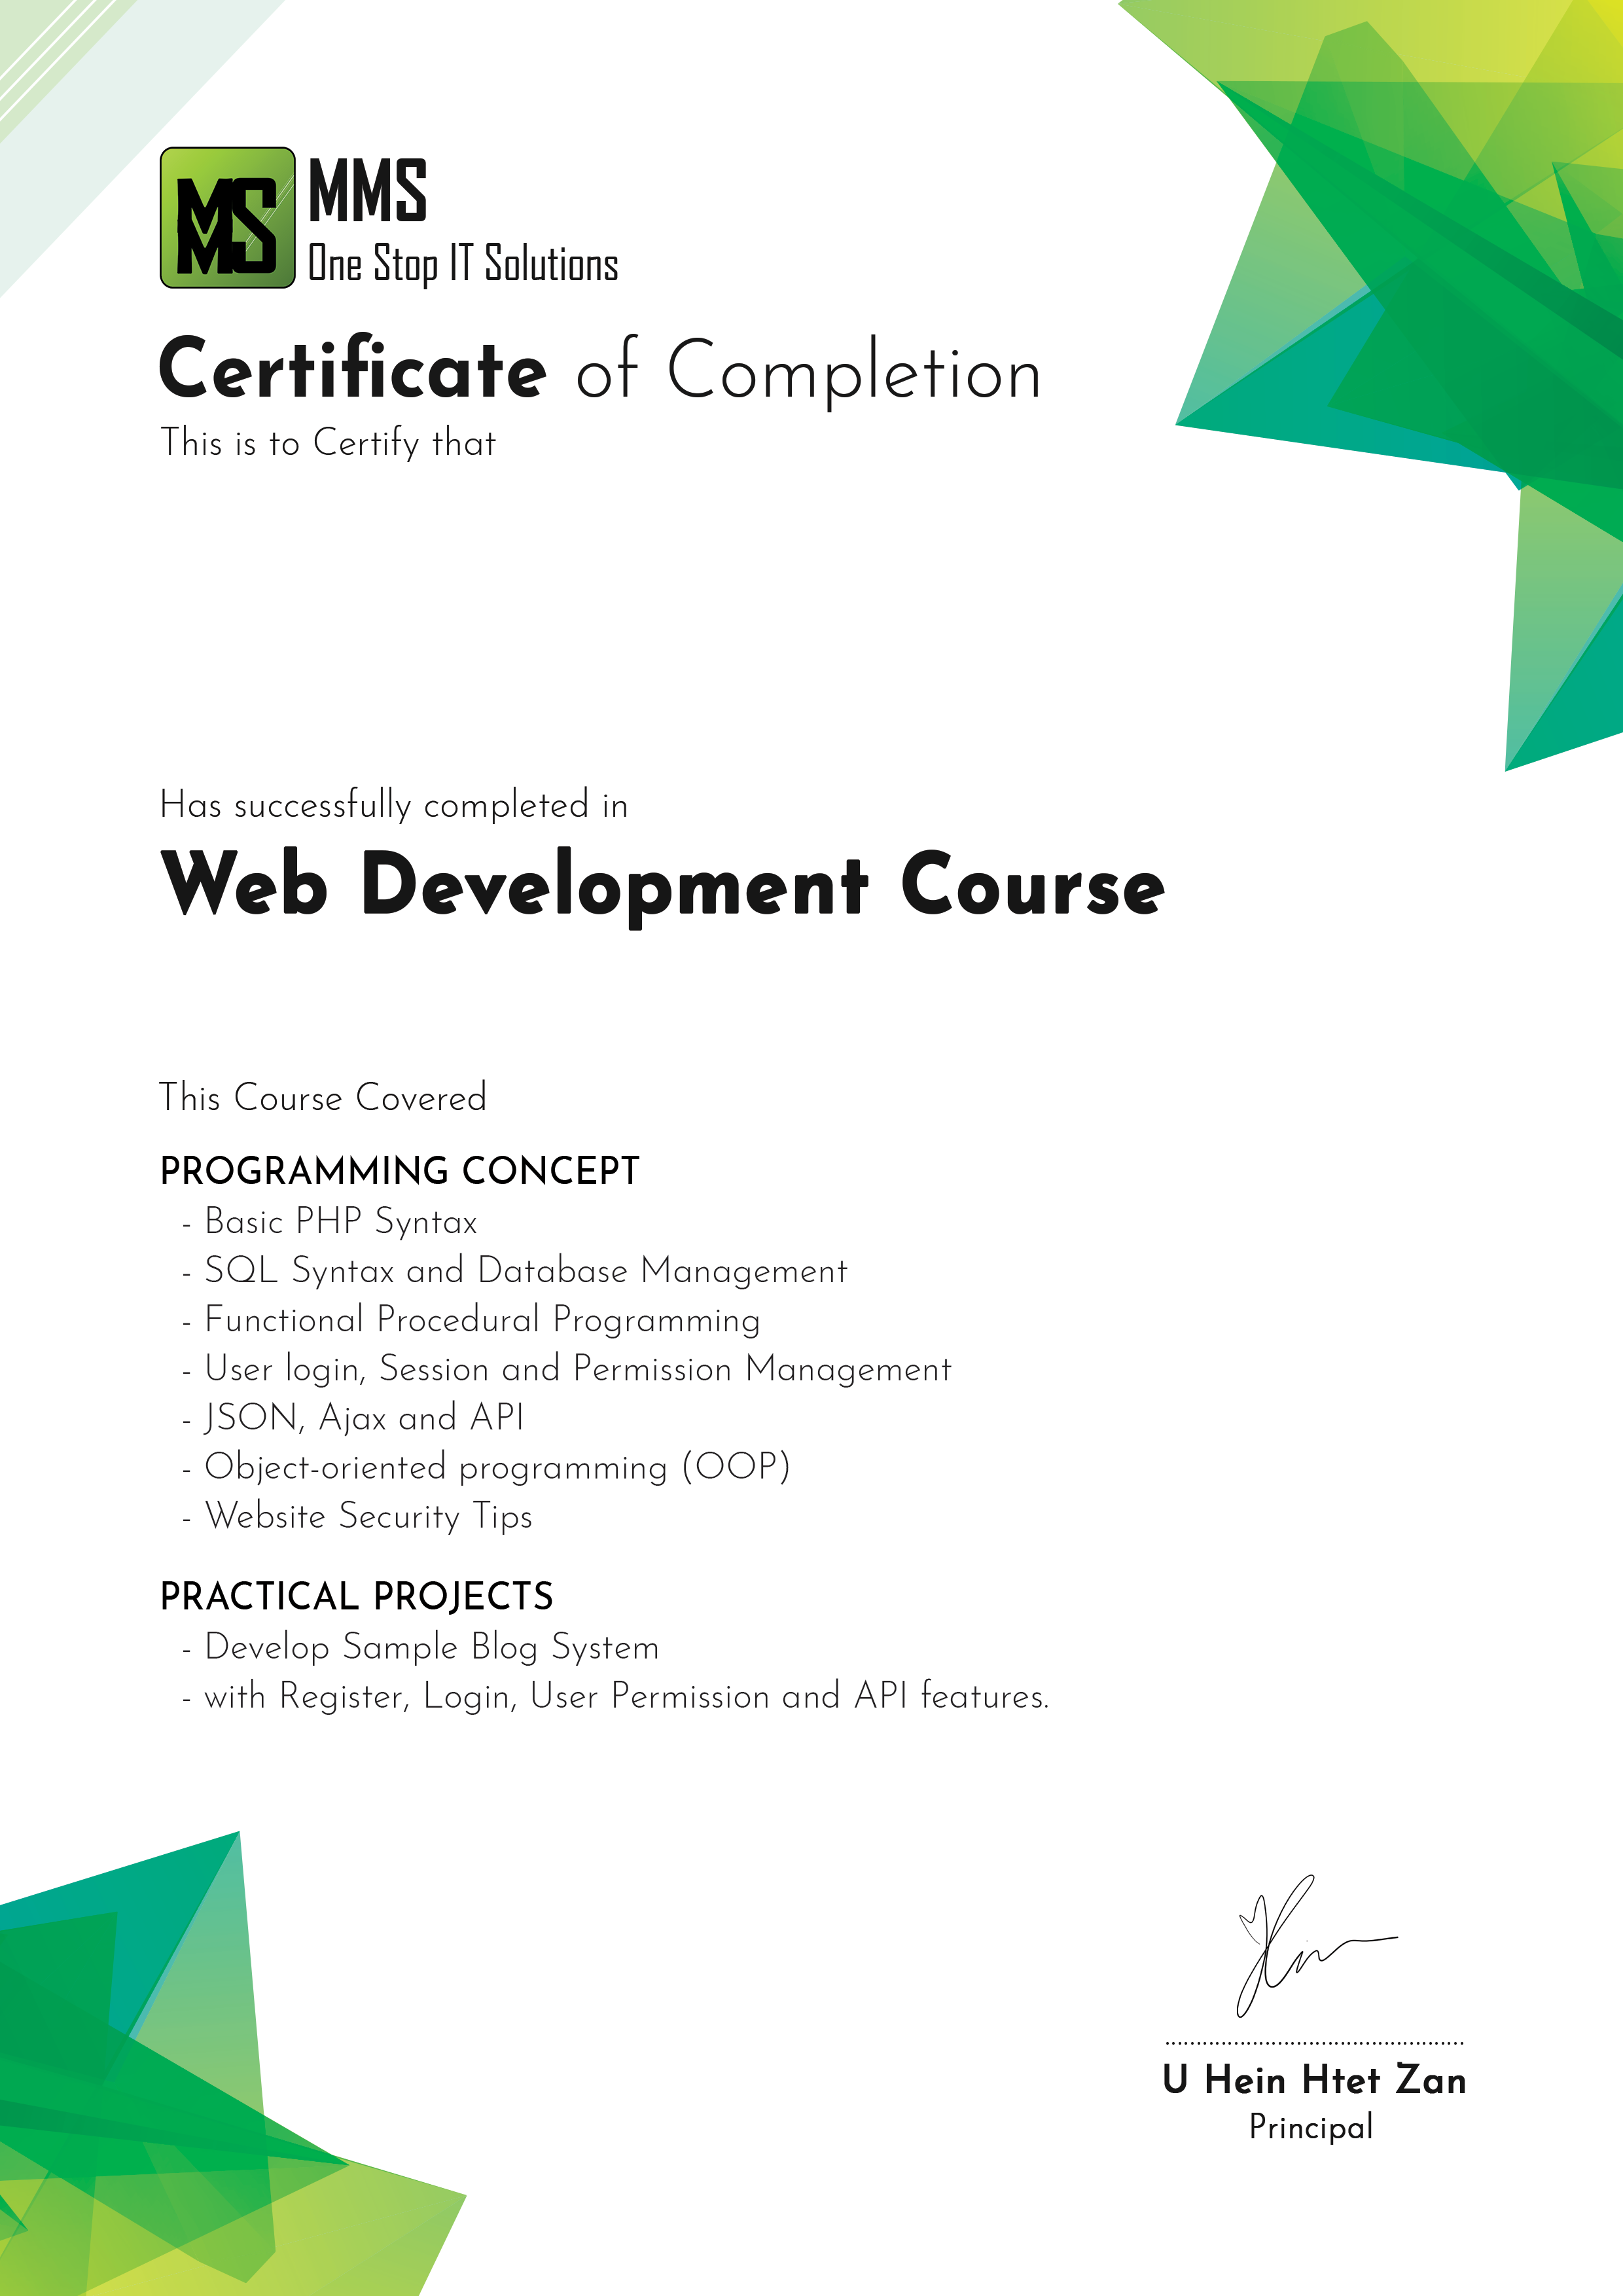 MMS
MMS
One Stop IT Solutions
Certificate of Completion
This is to Certify that
Has successfully completed in
Web Development Course
This Course Covered
PROGRAMMING CONCEPT
- Basic PHP Syntax
- SQL Syntax and Database Management
- Functional Procedural Programming
- User login, Session and Permission Management
- JSON, Ajax and API
- Object-oriented programming (OOP)
- Website Security Tips
PRACTICAL PROJECTS
- Develop Sample Blog System
- with Register, Login, User Permission and API features.
U Hein Htet Zan
Principal